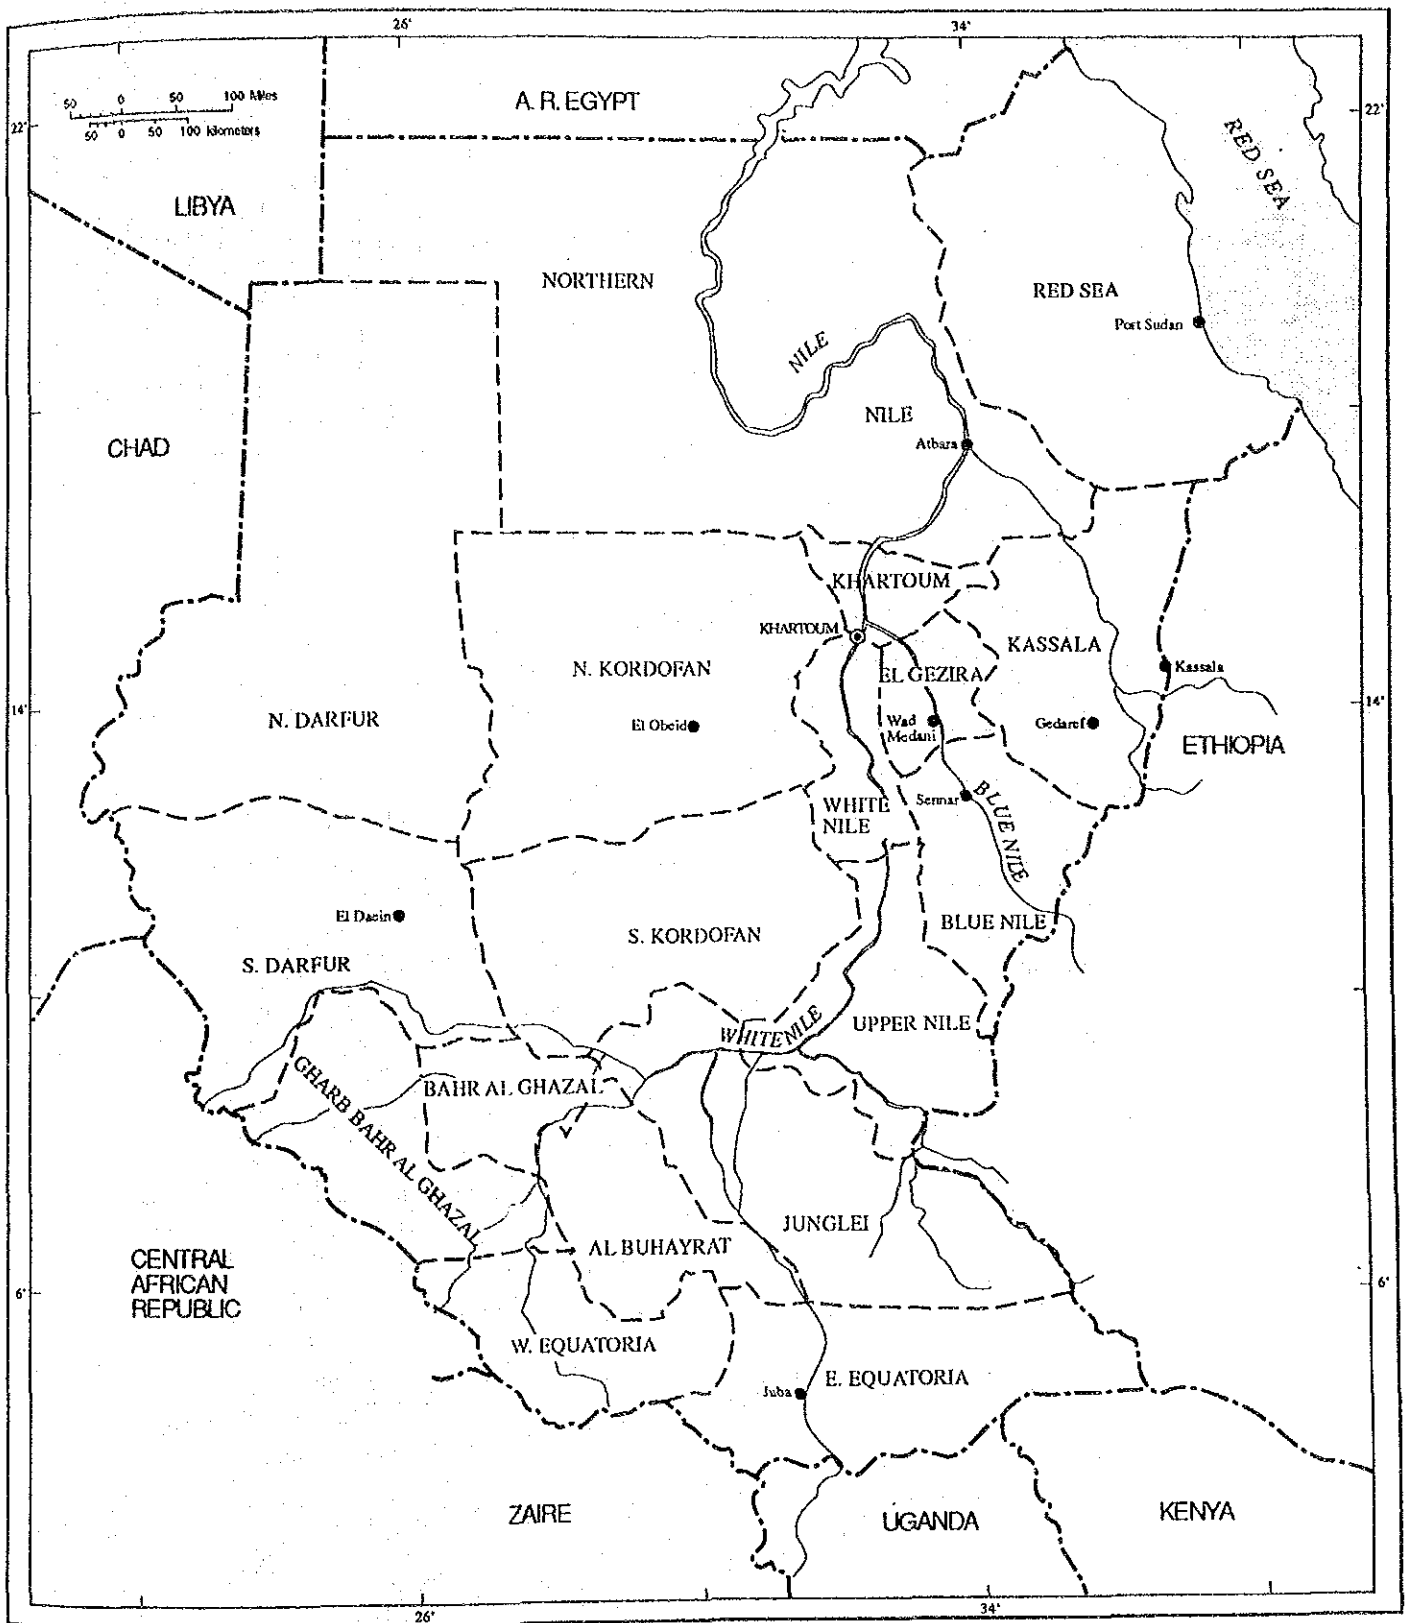 26°
34°
50 0 50 100 Miles
50 0 50 100 kilometers
22°
22°
A. R. EGYPT
RED SEA
LIBYA
NORTHERN
RED SEA
Port Sudan
NILE
NILE
CHAD
Atbara
KHARTOUM
KHARTOUM
KASSALA
N. KORDOFAN
EL GEZIRA
Kassala
14°
14°
N. DARFUR
El Obeid
Wad
Medani
Gedaref
ETHIOPIA
WHITE
NILE
Sennar
BLUE NILE
El Daein
S. KORDOFAN
BLUE NILE
S. DARFUR
WHITE NILE
UPPER NILE
GHARB BAHR AL GHAZAL
BAHR AL GHAZAL
JUNGLEI
AL BUHAYRAT
CENTRAL
AFRICAN
REPUBLIC
6°
6°
W. EQUATORIA
E. EQUATORIA
Juba
ZAIRE
UGANDA
KENYA
26°
34°